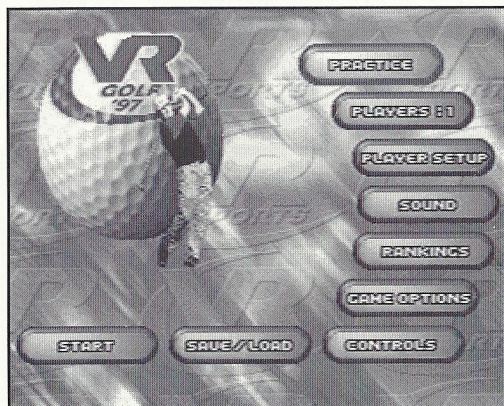 VR
GOLF
'97
PRACTICE
PLAYERS : 1
PLAYER SETUP
SOUND
RANKINGS
GAME OPTIONS
START
SAVE//LOAD
CONTROLS